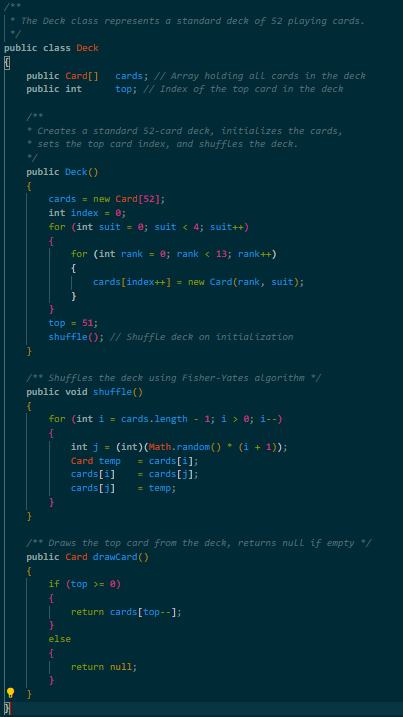 /**
 * The Deck class represents a standard deck of 52 playing cards.
 */
public class Deck
{
    public Card[]   cards; // Array holding all cards in the deck
    public int      top; // Index of the top card in the deck

    /**
    * Creates a standard 52-card deck, initializes the cards,
    * sets the top card index, and shuffles the deck.
    */
    public Deck()
    {
        cards = new Card[52];
        int index = 0;
        for (int suit = 0; suit < 4; suit++)
        {
            for (int rank = 0; rank < 13; rank++)
            {
                cards[index++] = new Card(rank, suit);
            }
        }
        top = 51;
        shuffle(); // Shuffle deck on initialization
    }

    /** Shuffles the deck using Fisher-Yates algorithm */
    public void shuffle()
    {
        for (int i = cards.length - 1; i > 0; i--)
        {
            int j = (int)(Math.random() * (i + 1));
            Card temp   = cards[i];
            cards[i]    = cards[j];
            cards[j]    = temp;
        }
    }

    /** Draws the top card from the deck, returns null if empty */
    public Card drawCard()
    {
        if (top >= 0)
        {
            return cards[top--];
        }
        else
        {
            return null;
        }
    }
}